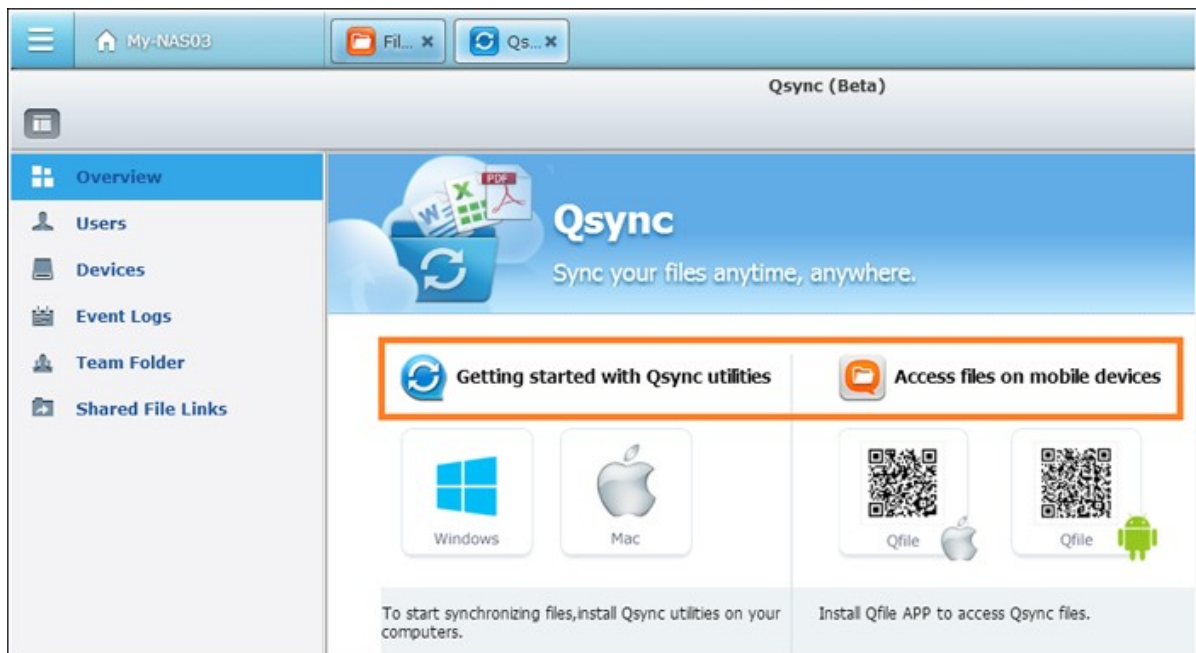 My-NAS03
Fil...
Qs...
Qsync (Beta)
Overview
Users
Devices
Event Logs
Team Folder
Shared File Links
PDF
W
X
Qsync
Sync your files anytime, anywhere.
Getting started with Qsync utilities
Access files on mobile devices
Windows
Mac
Qfile
Qfile
To start synchronizing files,install Qsync utilities on your
computers.
Install Qfile APP to access Qsync files.